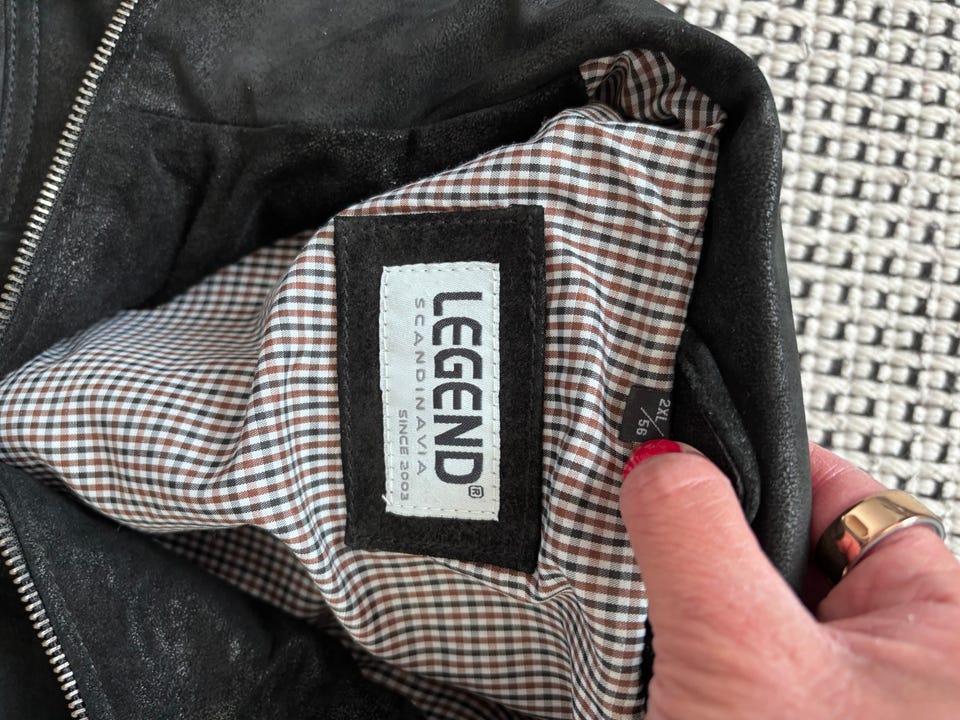 LEGEND®
SCANDINAVIA
SINCE 2003
2XL/
56